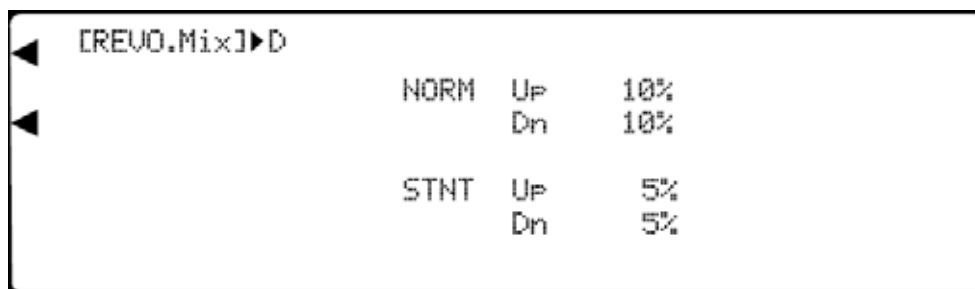 [REVO.Mix]▶D
NORM Up 10%
Dn 10%
STNT Up 5%
Dn 5%